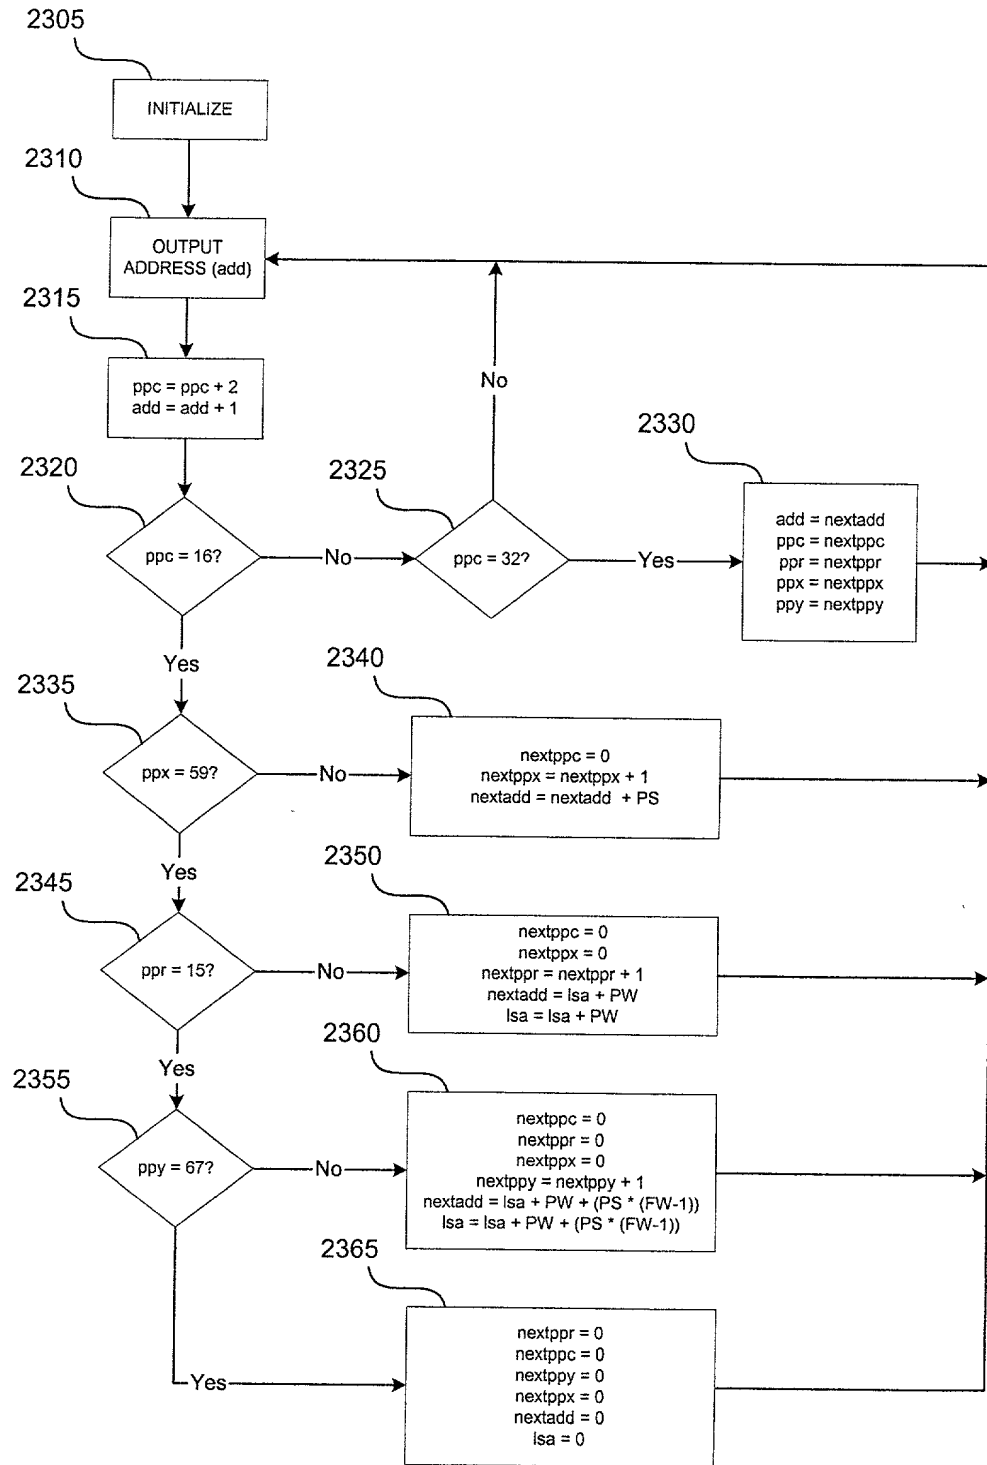 2305
INITIALIZE
2310
OUTPUT
ADDRESS (add)
2315
ppc = ppc + 2
add = add + 1
No
2320
ppc = 16?
No
2325
ppc = 32?
Yes
2330
add = nextadd
ppc = nextppc
ppr = nextppr
ppx = nextppx
ppy = nextppy
Yes
2335
ppx = 59?
No
2340
nextppc = 0
nextppx = nextppx + 1
nextadd = nextadd + PS
Yes
2345
ppr = 15?
No
2350
nextppc = 0
nextppx = 0
nextppr = nextppr + 1
nextadd = lsa + PW
lsa = lsa + PW
Yes
2355
ppy = 67?
No
2360
nextppc = 0
nextppr = 0
nextppx = 0
nextppy = nextppy + 1
nextadd = lsa + PW + (PS * (FW-1))
lsa = lsa + PW + (PS * (FW-1))
Yes
2365
nextppr = 0
nextppc = 0
nextppy = 0
nextppx = 0
nextadd = 0
lsa = 0